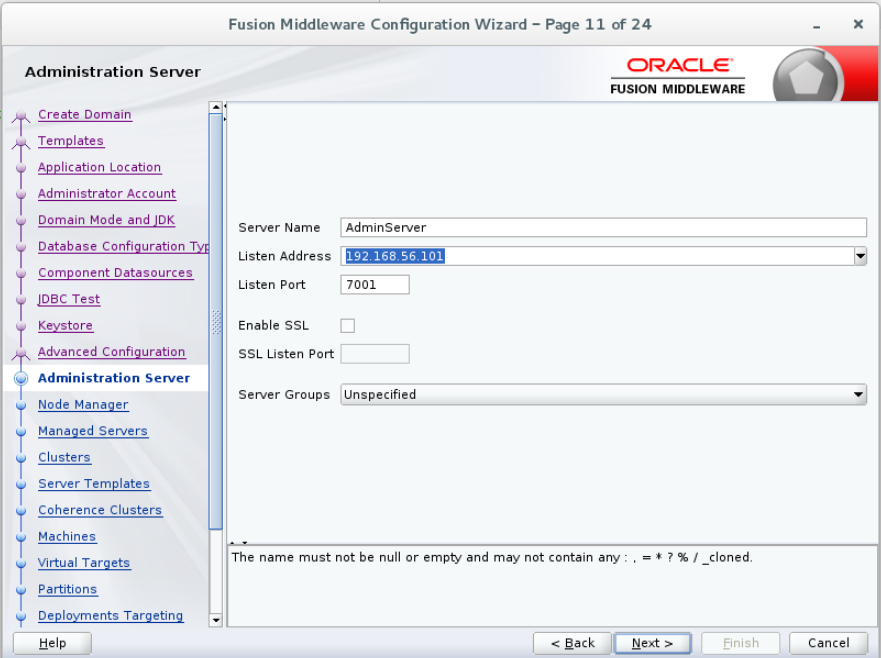 Fusion Middleware Configuration Wizard – Page 11 of 24
Administration Server
ORACLE
FUSION MIDDLEWARE
Create Domain
Templates
Application Location
Administrator Account
Domain Mode and JDK
Database Configuration Typ
Component Datasources
JDBC Test
Keystore
Advanced Configuration
Administration Server
Node Manager
Managed Servers
Clusters
Server Templates
Coherence Clusters
Machines
Virtual Targets
Partitions
Deployments Targeting
Server Name AdminServer
Listen Address 192.168.56.101
Listen Port 7001
Enable SSL
SSL Listen Port
Server Groups Unspecified
The name must not be null or empty and may not contain any : , = * ? % / _cloned.
Help
< Back
Next >
Finish
Cancel